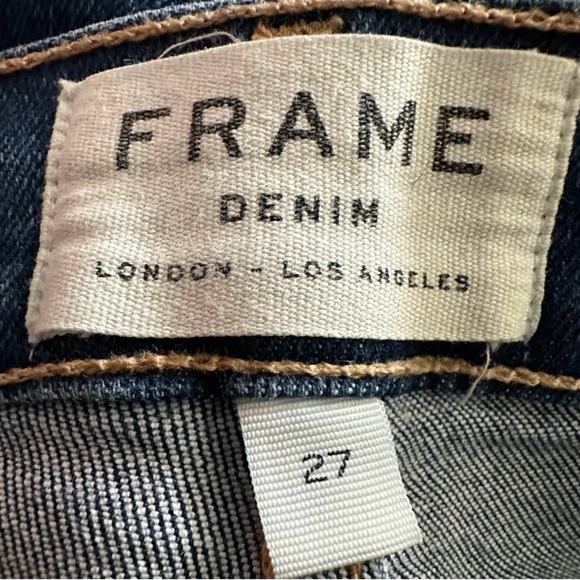 FRAME
DENIM
LONDON - LOS ANGELES
27